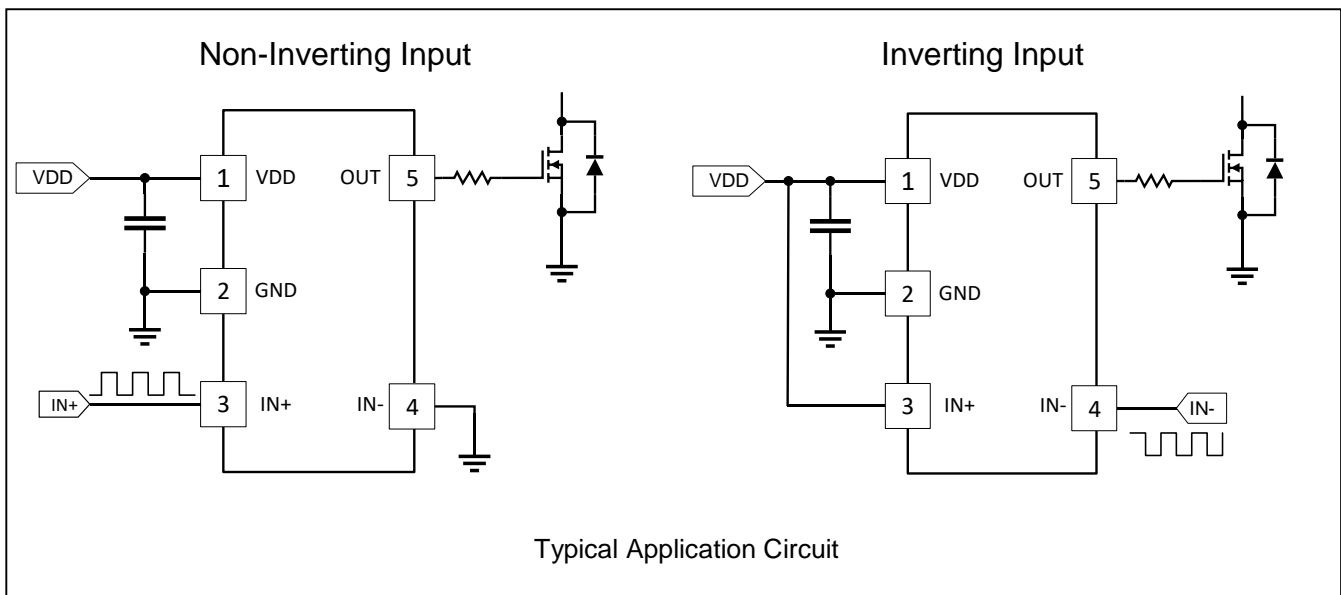 Non-Inverting Input
VDD
1 VDD
OUT 5
2 GND
IN+
3 IN+
IN- 4
Inverting Input
VDD
1 VDD
OUT 5
2 GND
3 IN+
IN- 4
IN-
Typical Application Circuit